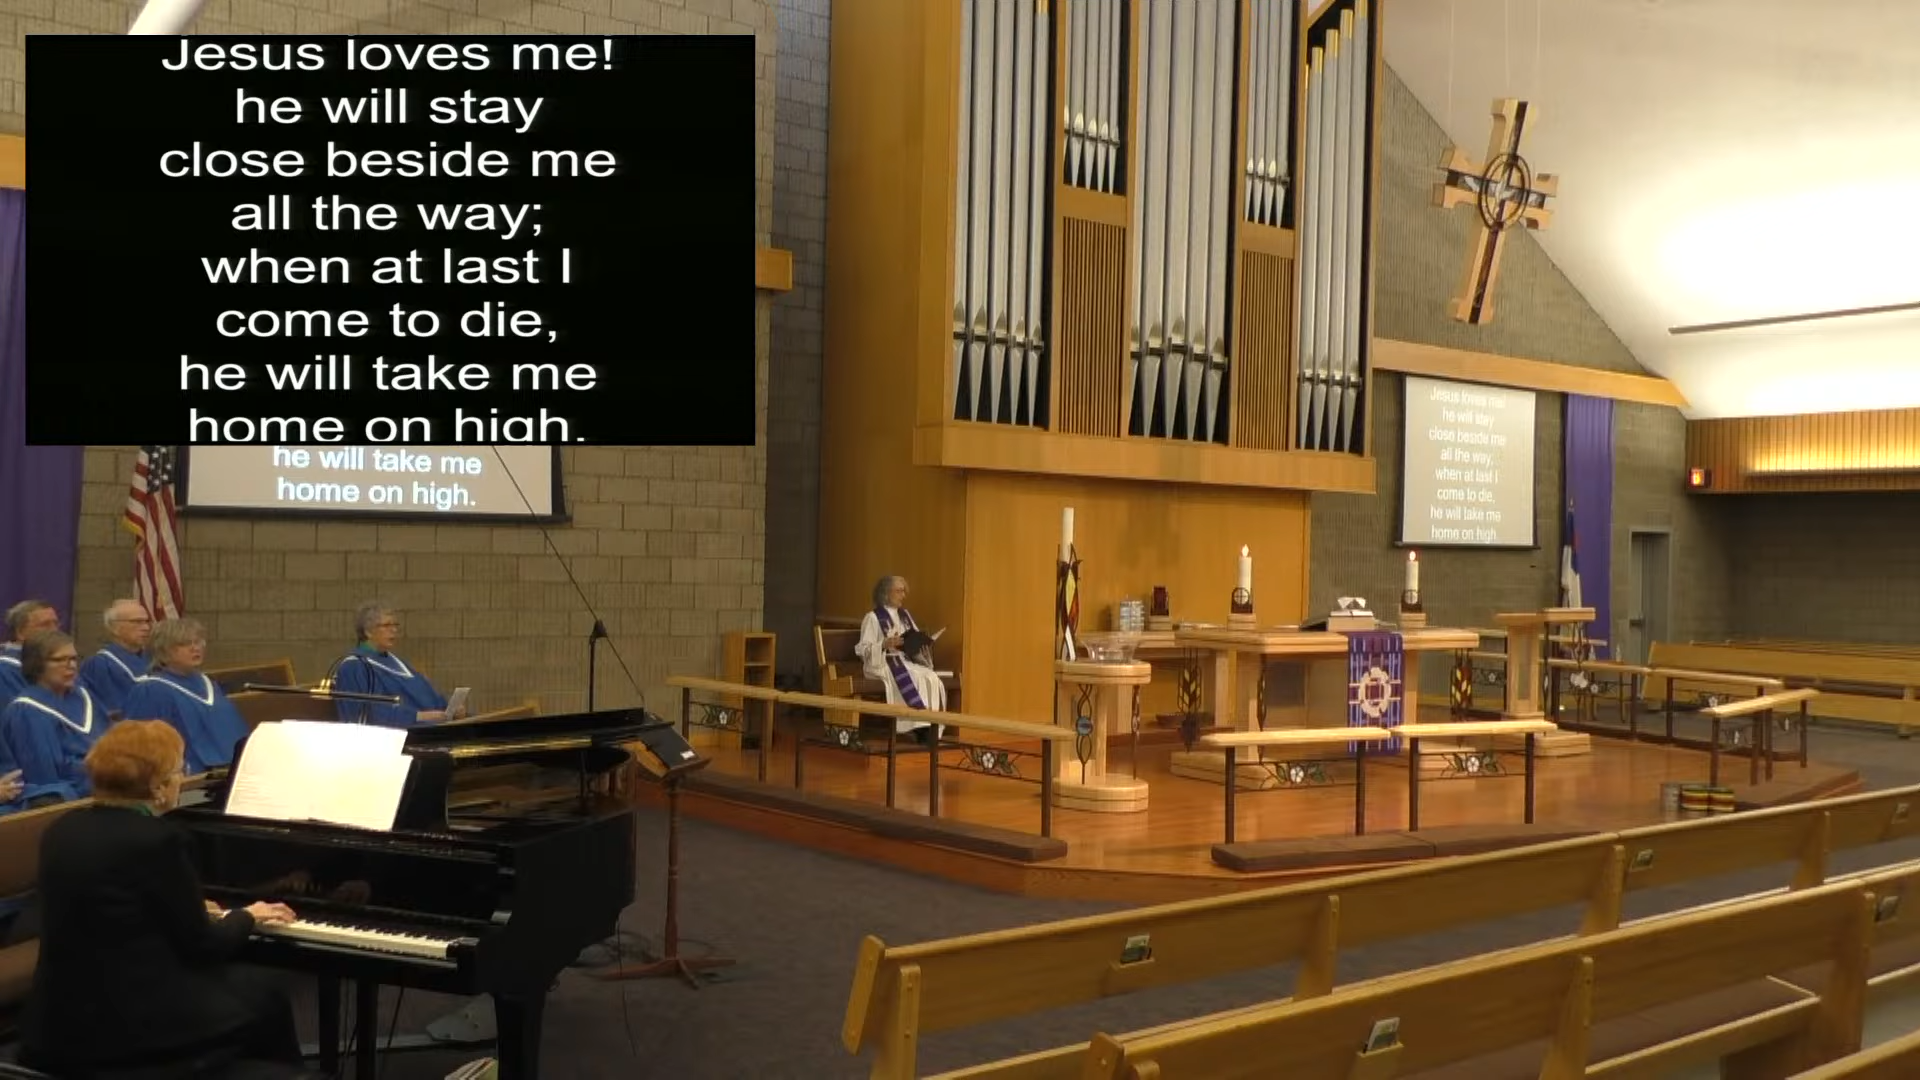 Jesus loves me!
he will stay
close beside me
all the way;
when at last I
come to die,
he will take me
home on high.
he will take me
home on high.
Jesus loves me!
he will stay
close beside me
all the way;
when at last I
come to die,
he will take me
home on high.